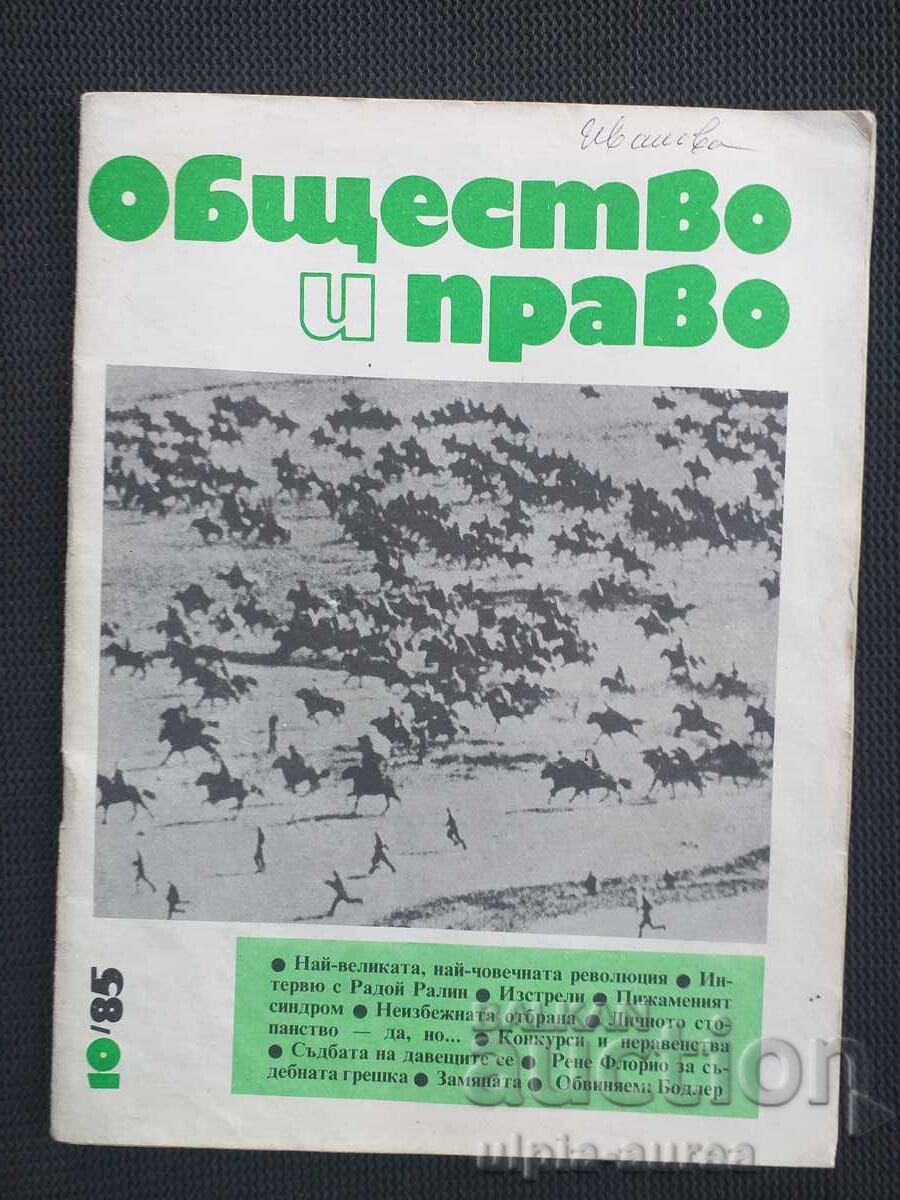 Иванова
Общество
и право
● Най-великата, най-човечната революция ● Ин-
тервю с Радой Ралин ● Изстрели ● Пижаменият
синдром ● Неизбежната отбрана ● Личното сто-
панство — да, но... ● Конкурси и неравенства
● Съдбата на давещите се ● Рене Флорио за съ-
дебната грешка ● Замяната ● Обвиняем: Бодлер
10/85
BALKAN
auction
ulpia-aurea